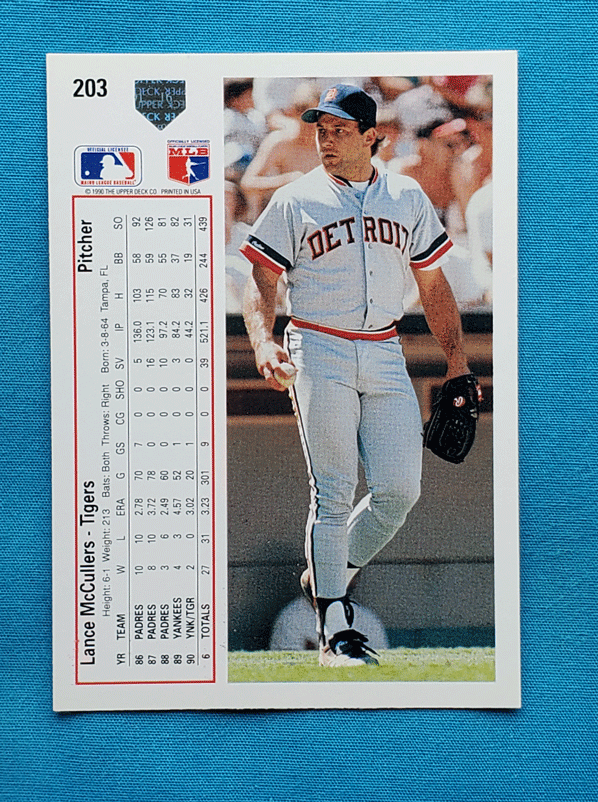 203
UPPER DECK
OFFICIAL LICENSEE
MAJOR LEAGUE BASEBALL
OFFICIALLY LICENSED
MLB
© 1990 THE UPPER DECK CO. PRINTED IN USA
Lance McCullers - Tigers Pitcher
Height: 6-1 Weight: 213 Bats: Both Throws: Right Born: 3-8-64 Tampa, FL
YR TEAM W L ERA G GS CG SHO SV IP H BB SO
86 PADRES 10 10 2.78 70 7 0 0 5 136.0 103 58 92
87 PADRES 8 10 3.72 78 0 0 0 16 123.1 115 59 126
88 PADRES 3 6 2.49 60 0 0 0 10 97.2 70 55 81
89 YANKEES 4 3 4.57 52 1 0 0 3 84.2 83 37 82
90 YNK/TGR 2 0 3.02 20 1 0 0 0 44.2 32 19 31
6 TOTALS 27 31 3.23 301 9 0 0 39 521.1 426 244 439
DETROIT